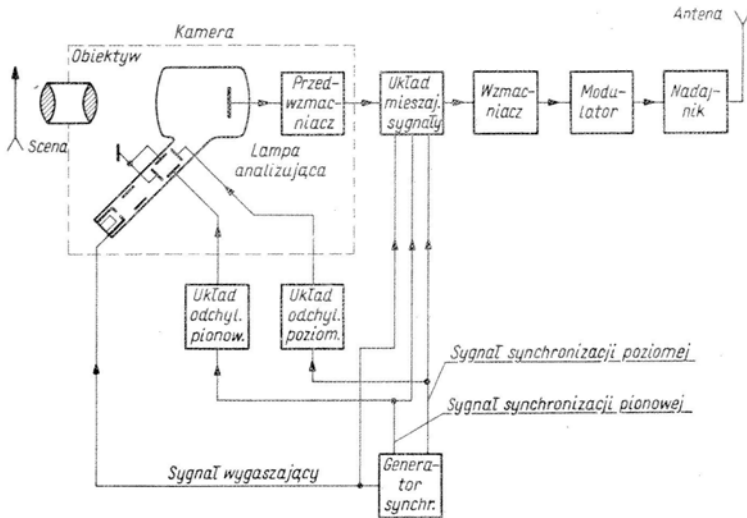 Antena
Kamera
Obiektyw
Scena
Przed-
wzmac-
niacz
Układ
mieszaj.
sygnały
Wzmac-
niacz
Modu-
lator
Nadaj-
nik
Lampa
analizująca
Układ
odchyl.
pionow.
Układ
odchyl.
poziom.
Sygnał synchronizacji poziomej
Sygnał synchronizacji pionowej
Sygnał wygaszający
Genera-
tor
synchr.